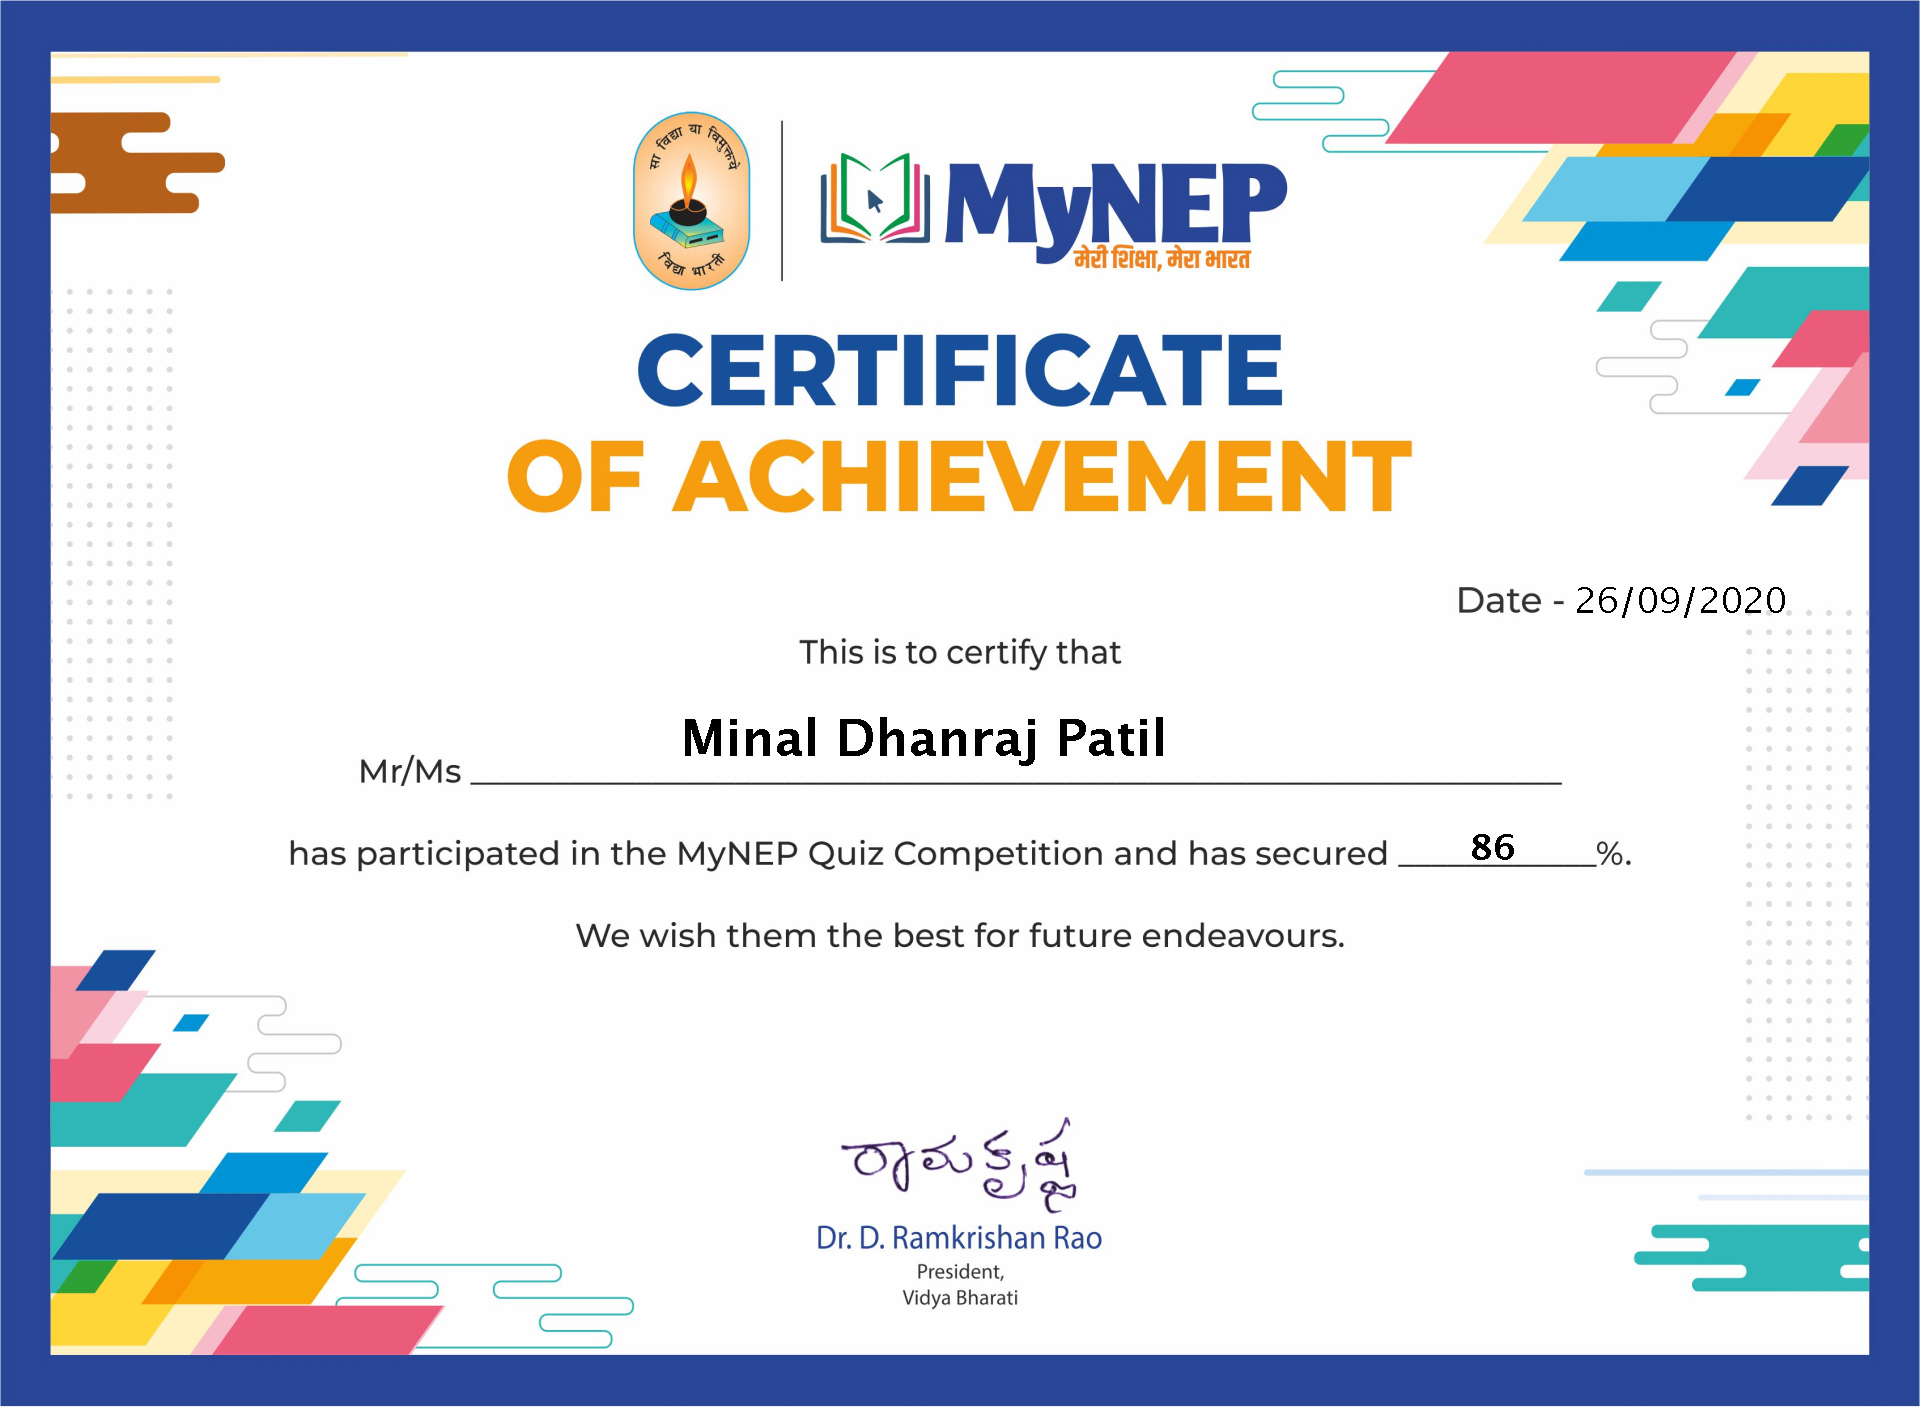 सा विद्या या विमुक्तये
विद्या भारती
MyNEP
मेरी शिक्षा, मेरा भारत
CERTIFICATE
OF ACHIEVEMENT
Date - 26/09/2020
This is to certify that
Minal Dhanraj Patil
Mr/Ms
has participated in the MyNEP Quiz Competition and has secured 86%.
We wish them the best for future endeavours.
ರಾಮಕೃಷ್ಣ
Dr. D. Ramkrishan Rao
President,
Vidya Bharati